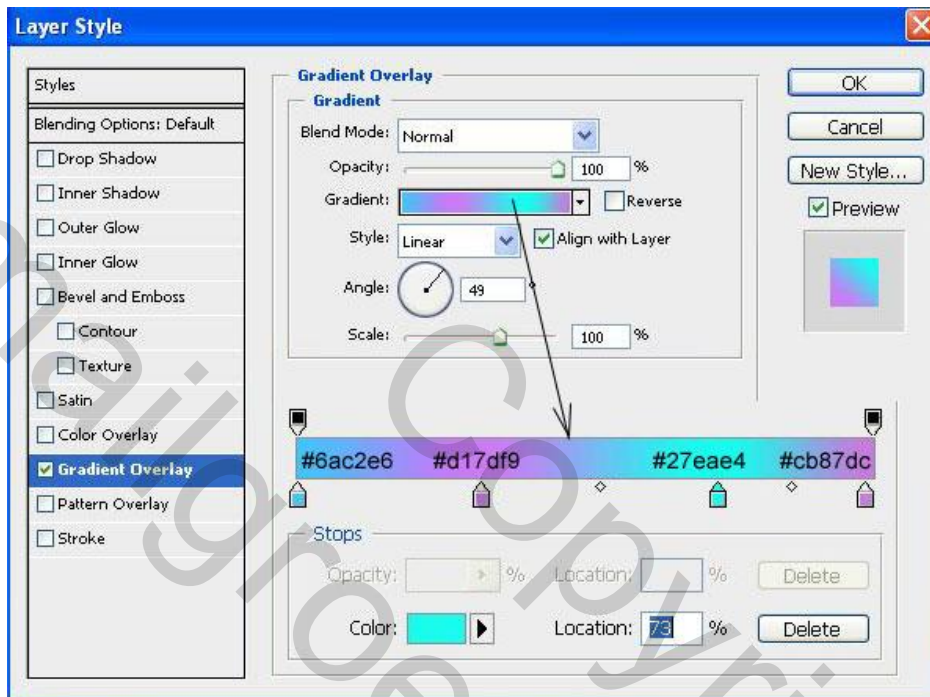 Layer Style
Styles
Blending Options: Default
Drop Shadow
Inner Shadow
Outer Glow
Inner Glow
Bevel and Emboss
Contour
Texture
Satin
Color Overlay
Gradient Overlay
Pattern Overlay
Stroke
Gradient Overlay
Gradient
Blend Mode: Normal
Opacity: 100 %
Gradient: Reverse
Style: Linear Align with Layer
Angle: 49 °
Scale: 100 %
OK
Cancel
New Style...
Preview
#6ac2e6 #d17df9 #27eae4 #cb87dc
Stops
Opacity: % Location: % Delete
Color: Location: 73 % Delete